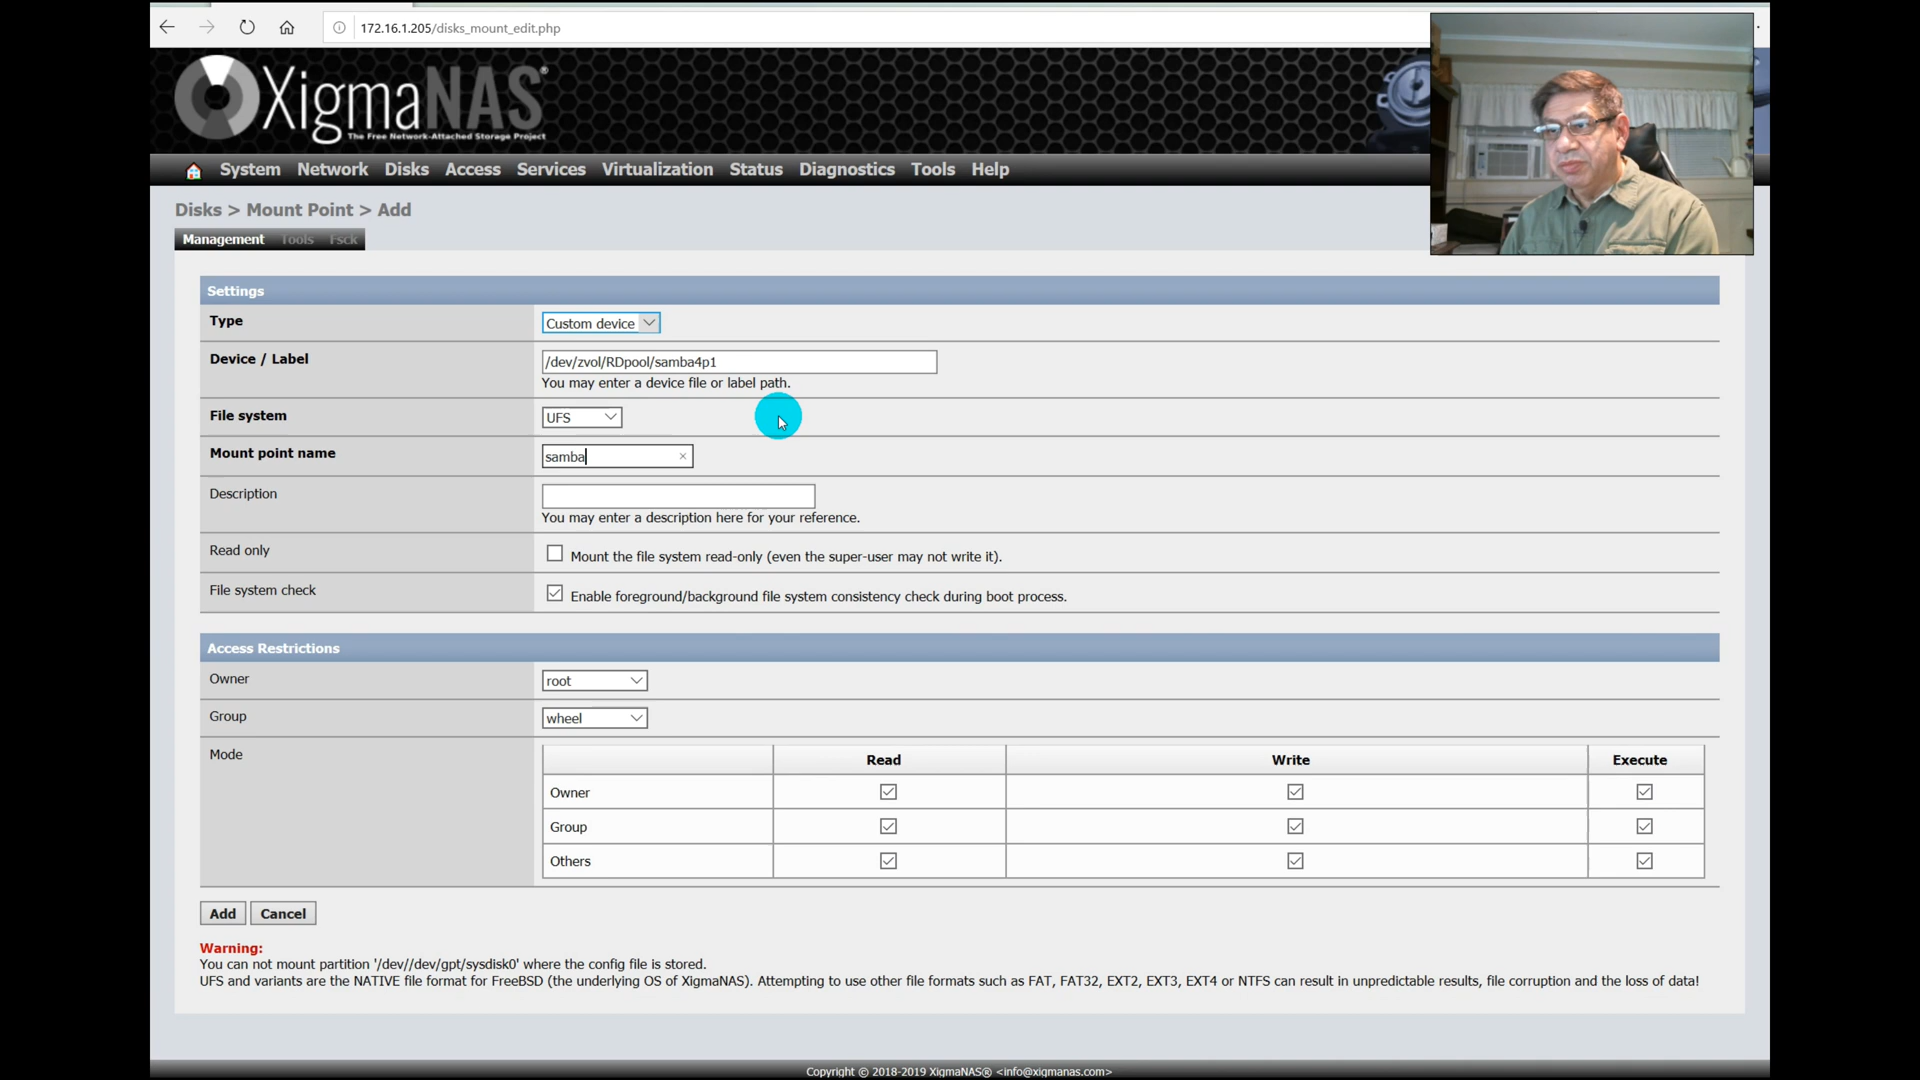 172.16.1.205/disks_mount_edit.php
XigmaNAS®
The Free Network-Attached Storage Project
System Network Disks Access Services Virtualization Status Diagnostics Tools Help
Disks > Mount Point > Add
Management Tools Fsck
Settings
Type Custom device
Device / Label /dev/zvol/RDpool/samba4p1
You may enter a device file or label path.
File system UFS
Mount point name samba
Description
You may enter a description here for your reference.
Read only Mount the file system read-only (even the super-user may not write it).
File system check Enable foreground/background file system consistency check during boot process.
Access Restrictions
Owner root
Group wheel
Mode Read Write Execute
Owner
Group
Others
Add Cancel
Warning:
You can not mount partition '/dev//dev/gpt/sysdisk0' where the config file is stored.
UFS and variants are the NATIVE file format for FreeBSD (the underlying OS of XigmaNAS). Attempting to use other file formats such as FAT, FAT32, EXT2, EXT3, EXT4 or NTFS can result in unpredictable results, file corruption and the loss of data!
Copyright © 2018-2019 XigmaNAS® <info@xigmanas.com>